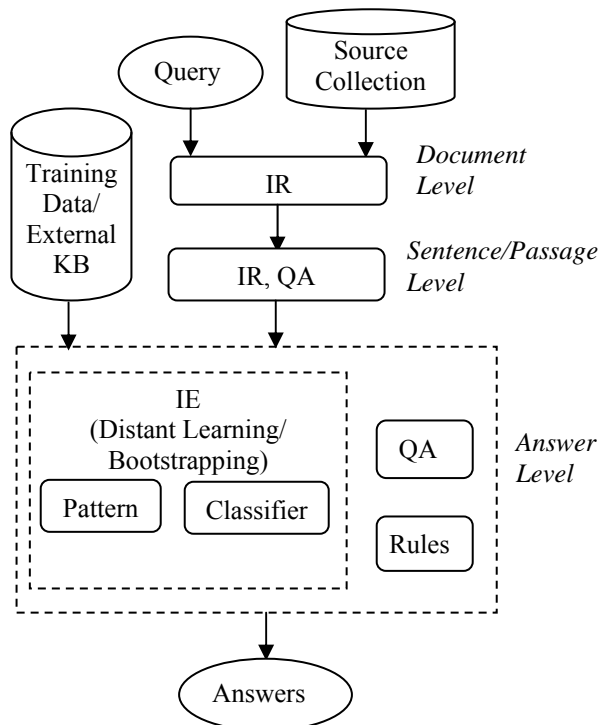 Query
Source
Collection
Training
Data/
External
KB
IR
Document
Level
IR, QA
Sentence/Passage
Level
IE
(Distant Learning/
Bootstrapping)
Pattern
Classifier
QA
Rules
Answer
Level
Answers